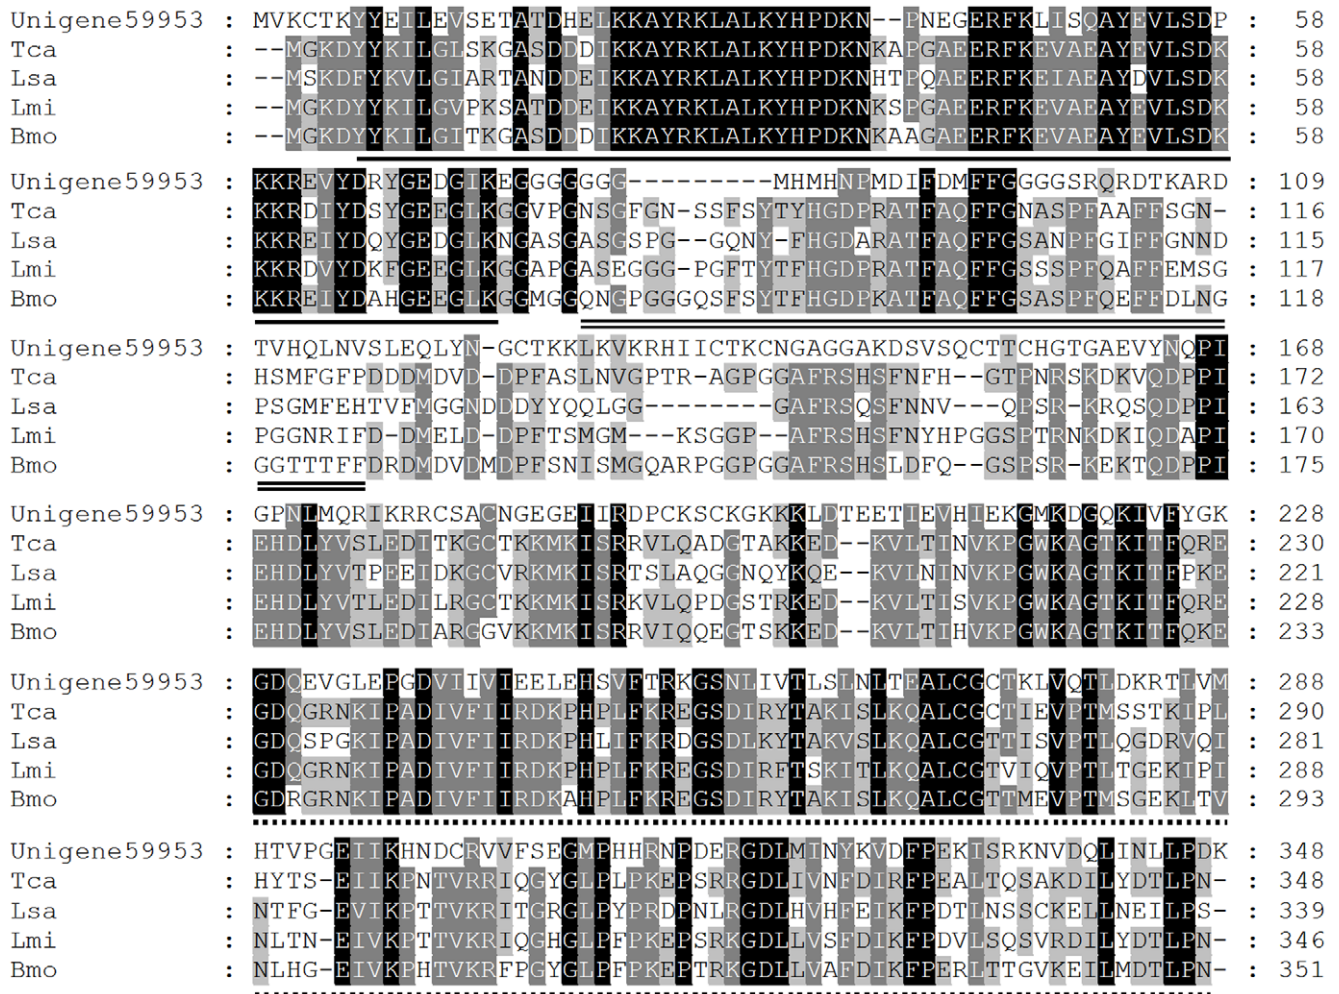 Unigene59953 : MVKCTKYYEILEVSETATDHELKKAYRKLALKYHPDKN--PNEGERFKLISQAYEVLSDP : 58
Tca : --MGKDYYKILGLSKGASDDDIKKAYRKLALKYHPDKNKAPGAEERFKEVAEAYEVLSDK : 58
Lsa : --MSKDFYKVLGIARTANDDEIKKAYRKLALKYHPDKNHTPQAEERFKEIAEAYDVLSDK : 58
Lmi : --MGKDYYKILGVPKSATDDEIKKAYRKLALKYHPDKNKSPGAEERFKEVAEAYEVLSDK : 58
Bmo : --MGKDYYKILGITKGASDDDIKKAYRKLALKYHPDKNKAAGAEERFKEVAEAYEVLSDK : 58
Unigene59953 : KKREVYDRYGEDGIKEGGGGGGG---------MHMHNPMDIFDMFFGGGGSRQRDTKARD : 109
Tca : KKRDIYDSYGEEGLKGGVPGNSGFGN-SSFSYTYHGDPRATFAQFFGNASPFAAFFSGN- : 116
Lsa : KKREIYDQYGEDGLKNGASGASGSPG--GQNY-FHGDARATFAQFFGSANPFGIFFGNND : 115
Lmi : KKRDVYDKFGEEGLKGGAPGASEGGG-PGFTYTFHGDPRATFAQFFGSSSPFQAFFEMSG : 117
Bmo : KKREIYDAHGEEGLKGGMGGQNGPGGGQSFSYTFHGDPKATFAQFFGSASPFQEFFDLNG : 118
Unigene59953 : TVHQLNVSLEQLYN-GCTKKLKVKRHIICTKCNGAGGAKDSVSQCTTCHGTGAEVYNQPI : 168
Tca : HSMFGFPDDDMDVD-DPFASLNVGPTR-AGPGGAFRSHSFNFH--GTPNRSKDKVQDPPI : 172
Lsa : PSGMFEHTVFMGGNDDDYYQQLGG--------GAFRSQSFNNV---QPSR-KRQSQDPPI : 163
Lmi : PGGNRIFD-DMELD-DPFTSMGM---KSGGP--AFRSHSFNYHPGGSPTRNKDKIQDAPI : 170
Bmo : GGTTTFFDRDMDVDMDPFSNISMGQARPGGPGGAFRSHSLDFQ--GSPSR-KEKTQDPPI : 175
Unigene59953 : GPNLMQRIKRRCSACNGEGEIIRDPCKSCKGKKKLDTEETIEVHIEKGMKDGQKIVFYGK : 228
Tca : EHDLYVSLEDITKGCTKKMKISRRVLQADGTAKKED--KVLTINVKPGWKAGTKITFQRE : 230
Lsa : EHDLYVTPEEIDKGCVRKMKISRTSLAQGGNQYKQE--KVLNINVKPGWKAGTKITFPKE : 221
Lmi : EHDLYVTLEDILRGCTKKMKISRKVLQPDGSTRKED--KVLTISVKPGWKAGTKITFQRE : 228
Bmo : EHDLYVSLEDIARGGVKKMKISRRVIQQEGTSKKED--KVLTIHVKPGWKAGTKITFQKE : 233
Unigene59953 : GDQEVGLEPGDVIIVIEELEHSVFTRKGSNLIVTLSLNLTEALCGCTKLVQTLDKRTLVM : 288
Tca : GDQGRNKIPADIVFIIRDKPHPLFKREGSDIRYTAKISLKQALCGCTIEVPTMSSTKIPL : 290
Lsa : GDQSPGKIPADIVFIIRDKPHLIFKRDGSDLKYTAKVSLKQALCGTTISVPTLQGDRVQI : 281
Lmi : GDQGRNKIPADIVFIIRDKPHPLFKREGSDIRFTSKITLKQALCGTVIQVPTLTGEKIPI : 288
Bmo : GDRGRNKIPADIVFIIRDKAHPLFKREGSDIRYTAKISLKQALCGTTMEVPTMSGEKLTV : 293
Unigene59953 : HTVPGEIIKHNDCRVVFSEGMPHHRNPDERGDLMINYKVDFPEKISRKNVDQLINLLPDK : 348
Tca : HYTS-EIIKPNTVRRIQGYGLPLPKEPSRRGDLIVNFDIRFPEALTQSAKDILYDTLPN- : 348
Lsa : NTFG-EVIKPTTVKRITGRGLPYPRDPNLRGDLHVHFEIKFPDTLNSSCKELLNEILPS- : 339
Lmi : NLTN-EIVKPTTVKRIQGHGLPFPKEPSRKGDLLVSFDIKFPDVLSQSVRDILYDTLPN- : 346
Bmo : NLHG-EIVKPHTVKRFPGYGLPFPKEPTRKGDLLVAFDIKFPERLTTGVKEILMDTLPN- : 351